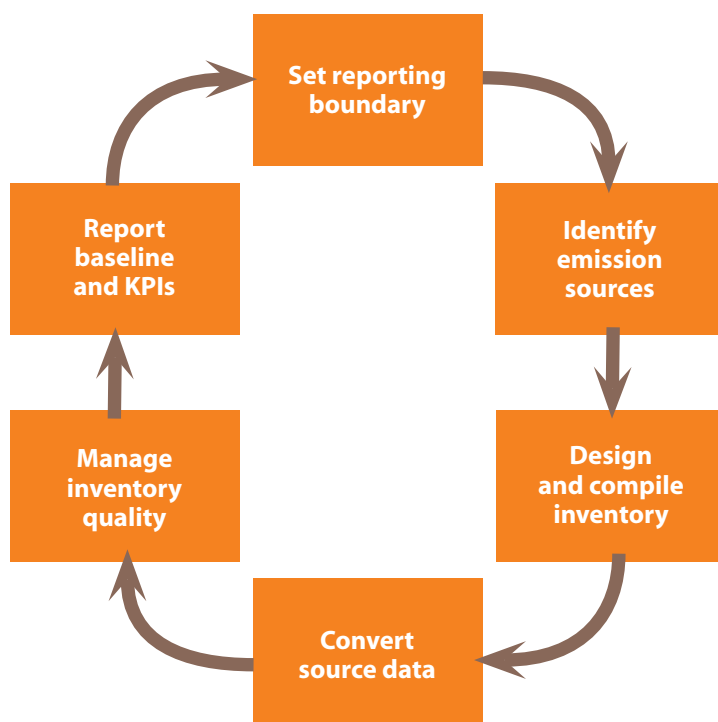 Set reporting
boundary
Identify
emission
sources
Design
and compile
inventory
Convert
source data
Manage
inventory
quality
Report
baseline
and KPIs